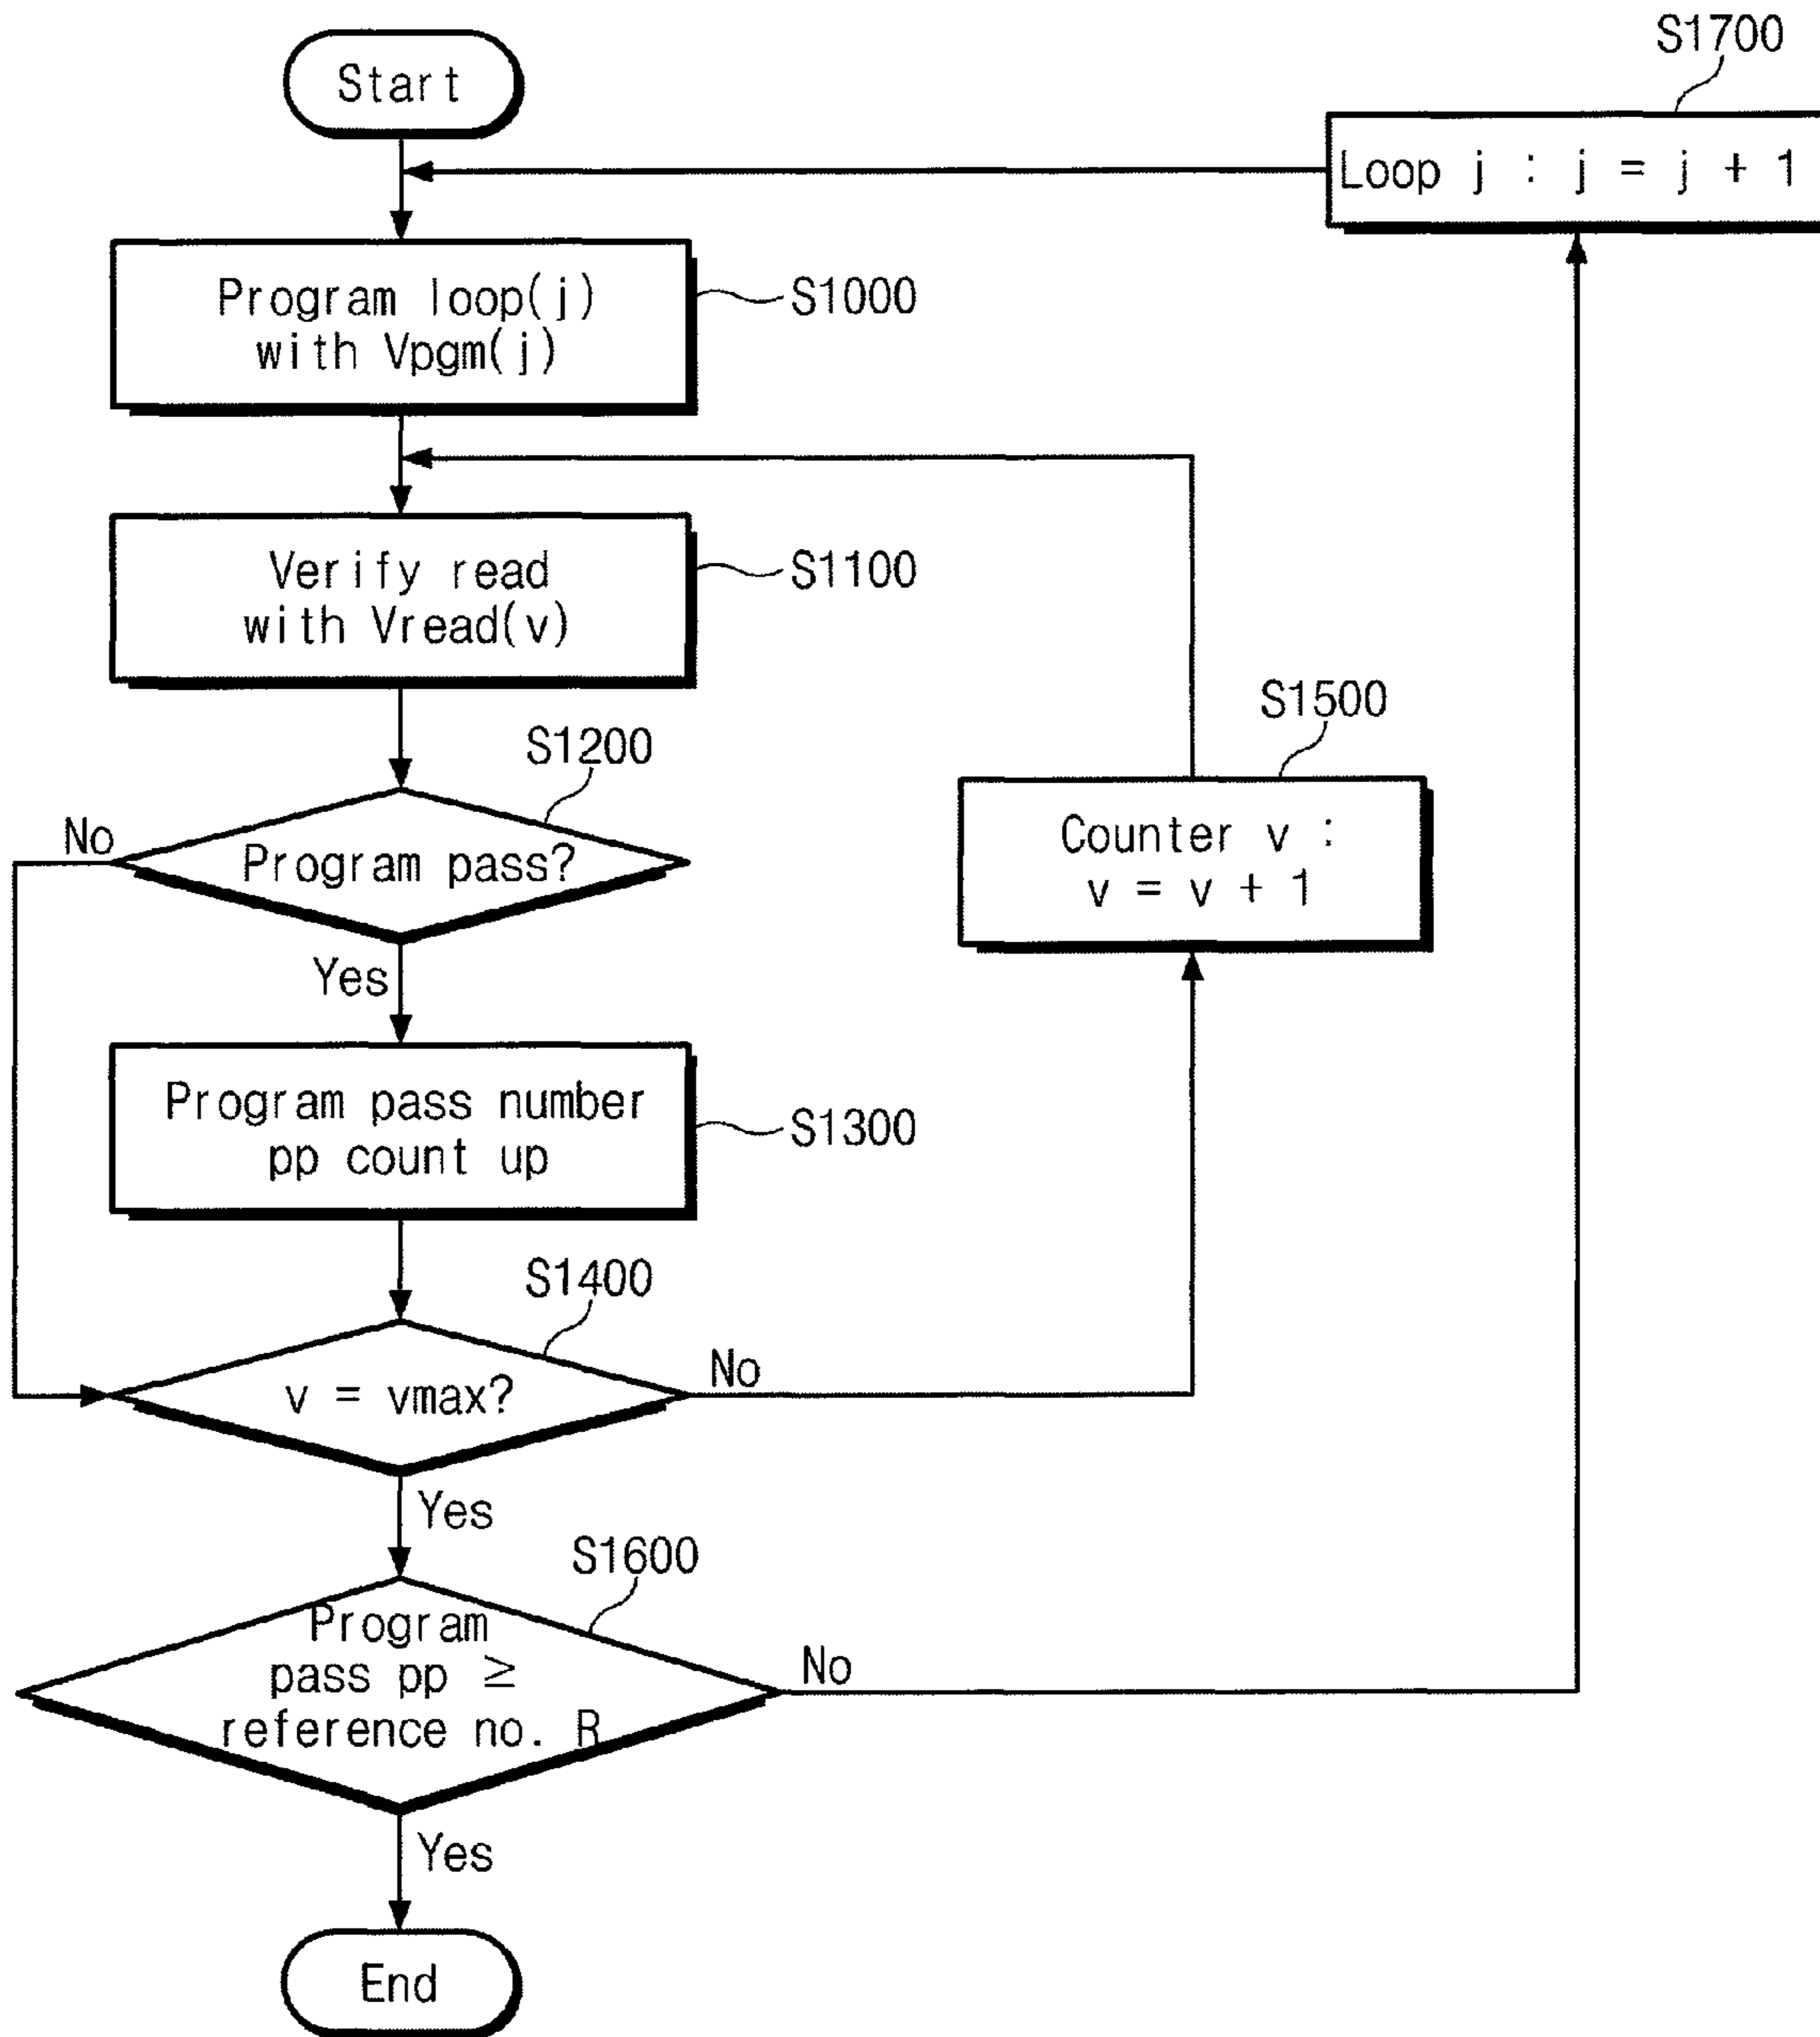 S1700
Start
Loop j : j = j + 1
Program loop(j)
with Vpgm(j)
S1000
Verify read
with Vread(v)
S1100
S1500
S1200
Counter v :
v = v + 1
No
Program pass?
Yes
Program pass number
pp count up
S1300
S1400
No
v = vmax?
Yes
S1600
Program
pass pp ≥
reference no. R
No
Yes
End